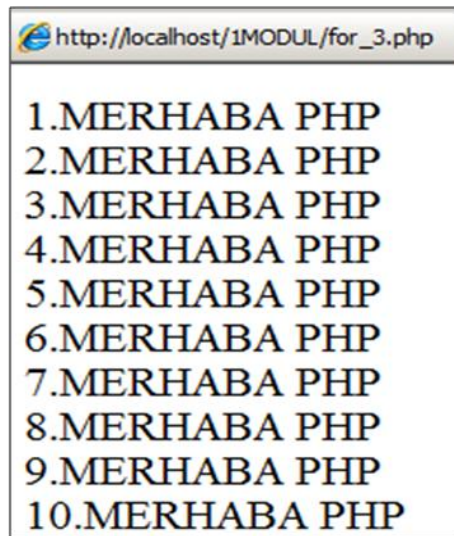 http://localhost/1MODUL/for_3.php
1.MERHABA PHP
2.MERHABA PHP
3.MERHABA PHP
4.MERHABA PHP
5.MERHABA PHP
6.MERHABA PHP
7.MERHABA PHP
8.MERHABA PHP
9.MERHABA PHP
10.MERHABA PHP